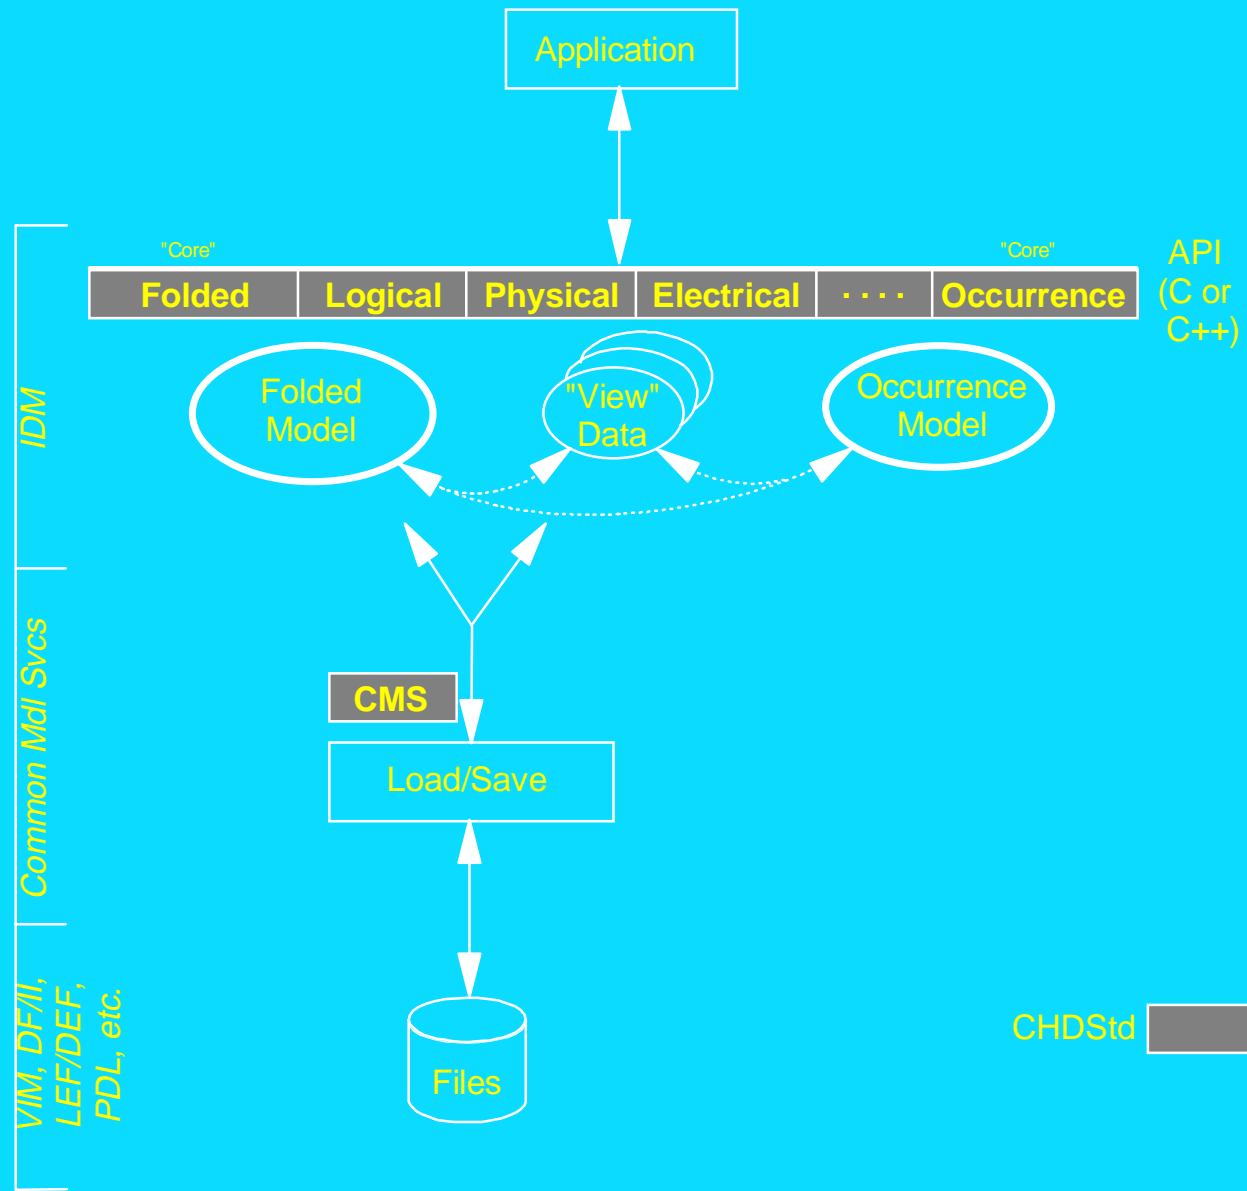 Application
"Core"
"Core"
Folded
Logical
Physical
Electrical
. . . .
Occurrence
API
(C or
C++)
Folded
Model
"View"
Data
Occurrence
Model
IDM
CMS
Load/Save
Common Mdl Svcs
Files
VIM, DF/II,
LEF/DEF,
PDL, etc.
CHDStd